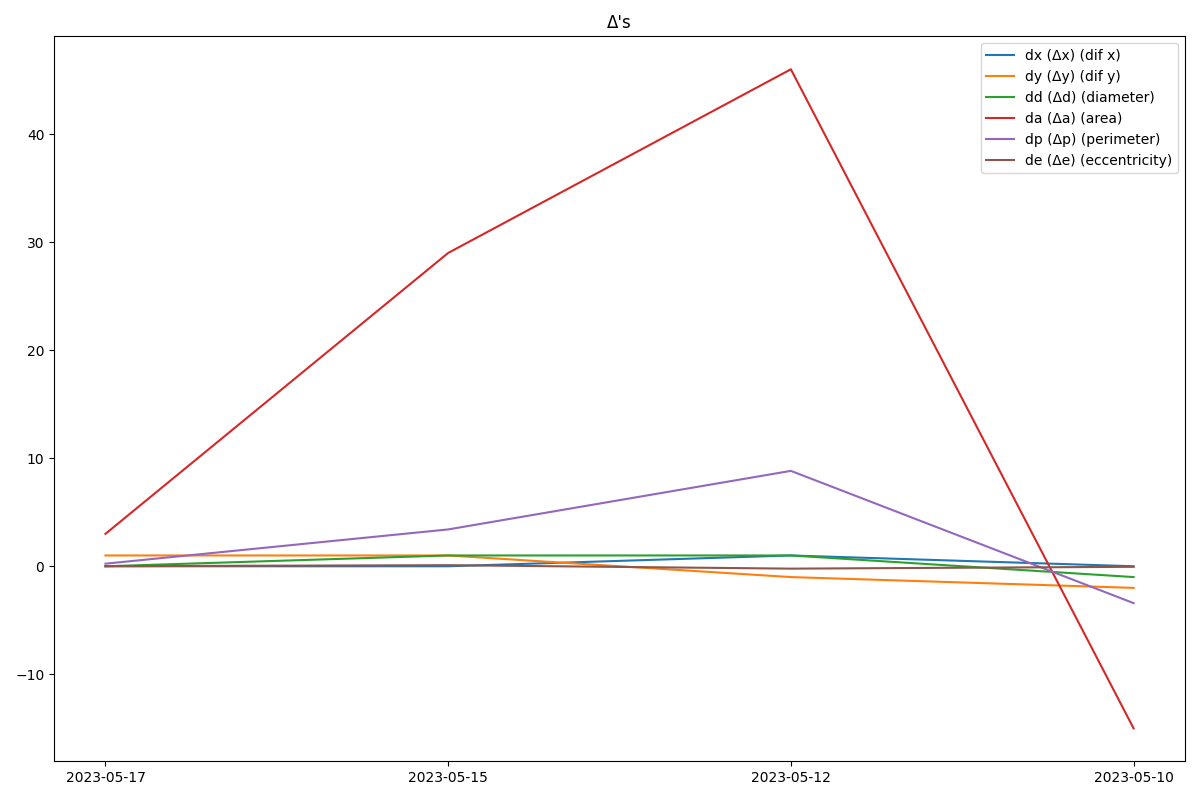 Δ's
dx (Δx) (dif x)
dy (Δy) (dif y)
dd (Δd) (diameter)
da (Δa) (area)
dp (Δp) (perimeter)
de (Δe) (eccentricity)
40
30
20
10
0
−10
2023-05-17 2023-05-15 2023-05-12 2023-05-10